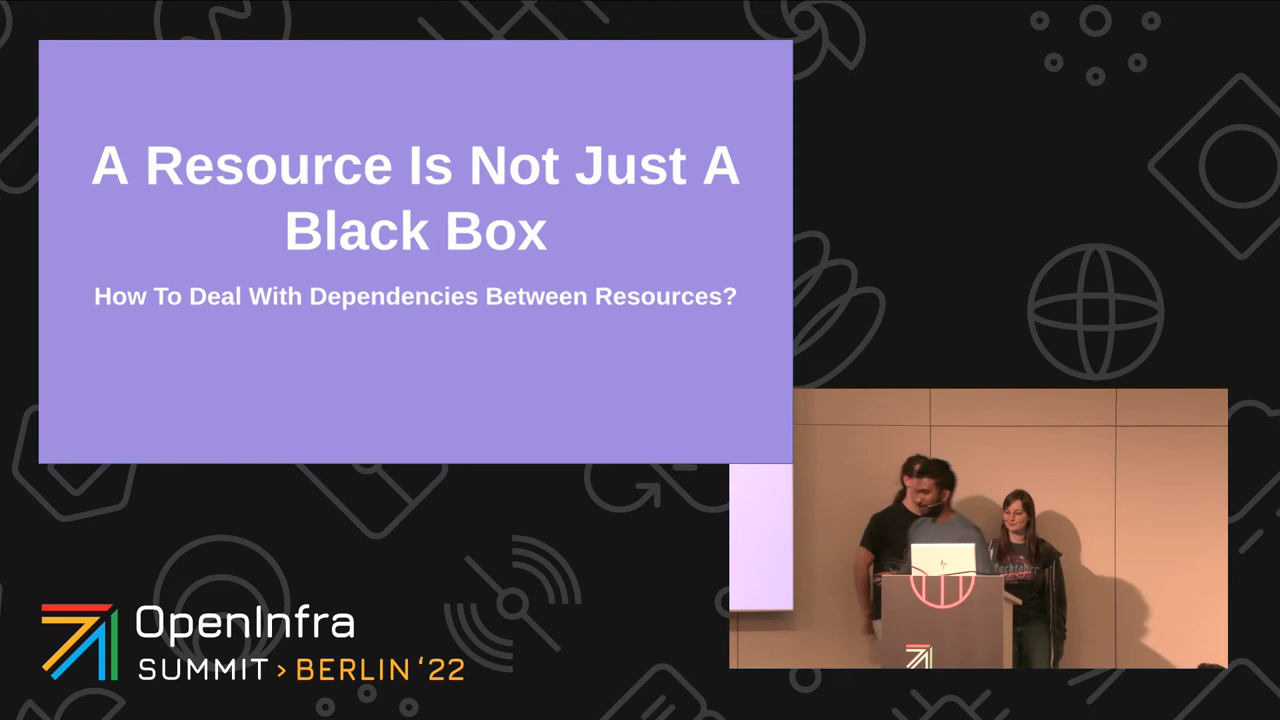 A Resource Is Not Just A
Black Box
How To Deal With Dependencies Between Resources?
OpenInfra
SUMMIT > BERLIN ‘22